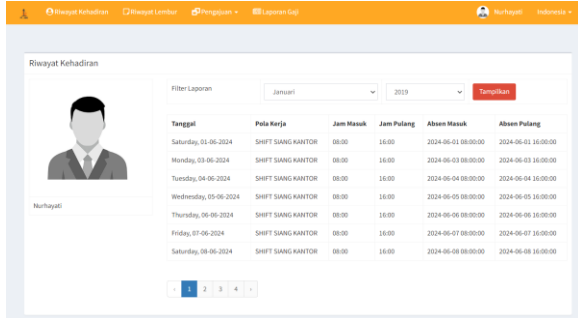 Riwayat Kehadiran Riwayat Lembur Pengajuan Laporan Gaji Nurhayati Indonesia
Riwayat Kehadiran
Filter Laporan Januari 2019 Tampilkan
Tanggal Pola Kerja Jam Masuk Jam Pulang Absen Masuk Absen Pulang
Saturday, 01-06-2024 SHIFT SIANG KANTOR 08:00 16:00 2024-06-01 08:00:00 2024-06-01 16:00:00
Monday, 03-06-2024 SHIFT SIANG KANTOR 08:00 16:00 2024-06-03 08:00:00 2024-06-03 16:00:00
Tuesday, 04-06-2024 SHIFT SIANG KANTOR 08:00 16:00 2024-06-04 08:00:00 2024-06-04 16:00:00
Wednesday, 05-06-2024 SHIFT SIANG KANTOR 08:00 16:00 2024-06-05 08:00:00 2024-06-05 16:00:00
Nurhayati
Thursday, 06-06-2024 SHIFT SIANG KANTOR 08:00 16:00 2024-06-06 08:00:00 2024-06-06 16:00:00
Friday, 07-06-2024 SHIFT SIANG KANTOR 08:00 16:00 2024-06-07 08:00:00 2024-06-07 16:00:00
Saturday, 08-06-2024 SHIFT SIANG KANTOR 08:00 16:00 2024-06-08 08:00:00 2024-06-08 16:00:00
‹ 1 2 3 4 ›